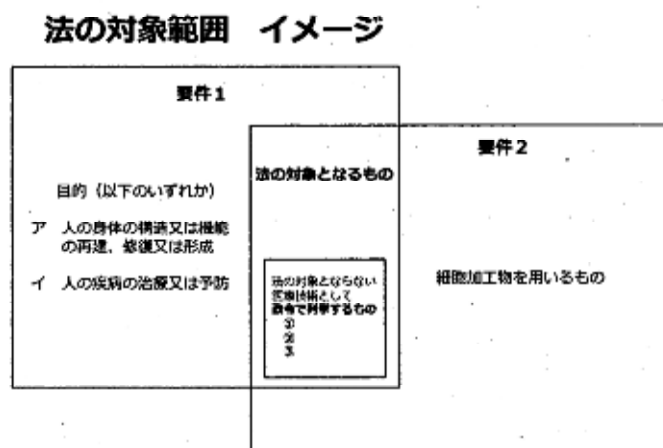 法の対象範囲　イメージ
要件1
要件2
法の対象となるもの
目的（以下のいずれか）
ア　人の身体の構造又は機能
の再建、修復又は形成
イ　人の疾病の治療又は予防
細胞加工物を用いるもの
法の対象とならない
医療技術として
政令で列挙するもの
①
②
③